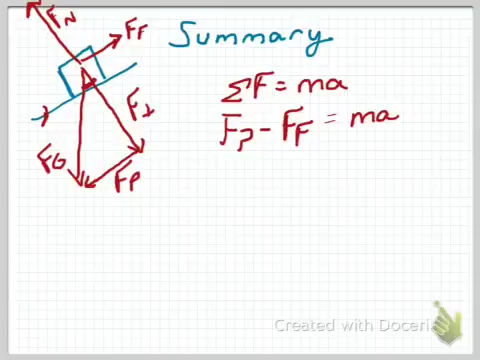 FN
FF
Summary
F⊥
FG
FP
ΣF = ma
Fp - FF = ma
Created with Doceri